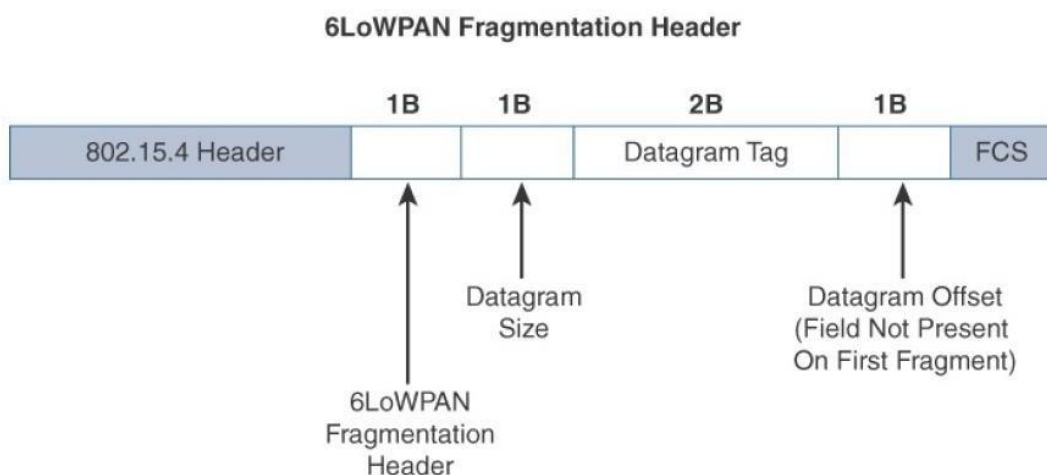 6LoWPAN Fragmentation Header
1B 1B 2B 1B
802.15.4 Header Datagram Tag FCS
Datagram
Size
Datagram Offset
(Field Not Present
On First Fragment)
6LoWPAN
Fragmentation
Header